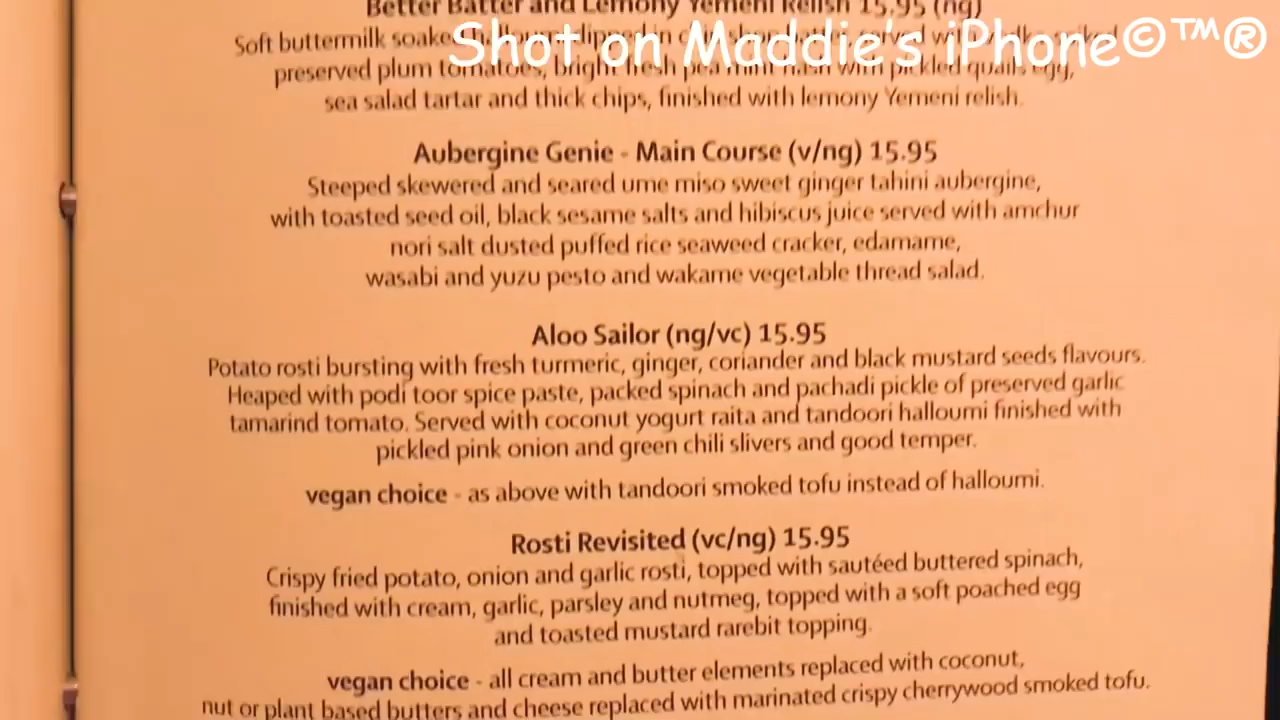 Better Batter and Lemony Yemeni Relish 15.95 (ng)
Shot on Maddie's iPhone©™®
Soft buttermilk
preserved plum tomatoes, bright fresh pea mint hash with pickled quails egg,
sea salad tartar and thick chips, finished with lemony Yemeni relish.
Aubergine Genie - Main Course (v/ng) 15.95
Steeped skewered and seared ume miso sweet ginger tahini aubergine,
with toasted seed oil, black sesame salts and hibiscus juice served with amchur
nori salt dusted puffed rice seaweed cracker, edamame,
wasabi and yuzu pesto and wakame vegetable thread salad.
Aloo Sailor (ng/vc) 15.95
Potato rosti bursting with fresh turmeric, ginger, coriander and black mustard seeds flavours.
Heaped with podi toor spice paste, packed spinach and pachadi pickle of preserved garlic
tamarind tomato. Served with coconut yogurt raita and tandoori halloumi finished with
pickled pink onion and green chili slivers and good temper.
vegan choice - as above with tandoori smoked tofu instead of halloumi.
Rosti Revisited (vc/ng) 15.95
Crispy fried potato, onion and garlic rosti, topped with sautéed buttered spinach,
finished with cream, garlic, parsley and nutmeg, topped with a soft poached egg
and toasted mustard rarebit topping.
vegan choice - all cream and butter elements replaced with coconut,
nut or plant based butters and cheese replaced with marinated crispy cherrywood smoked tofu.